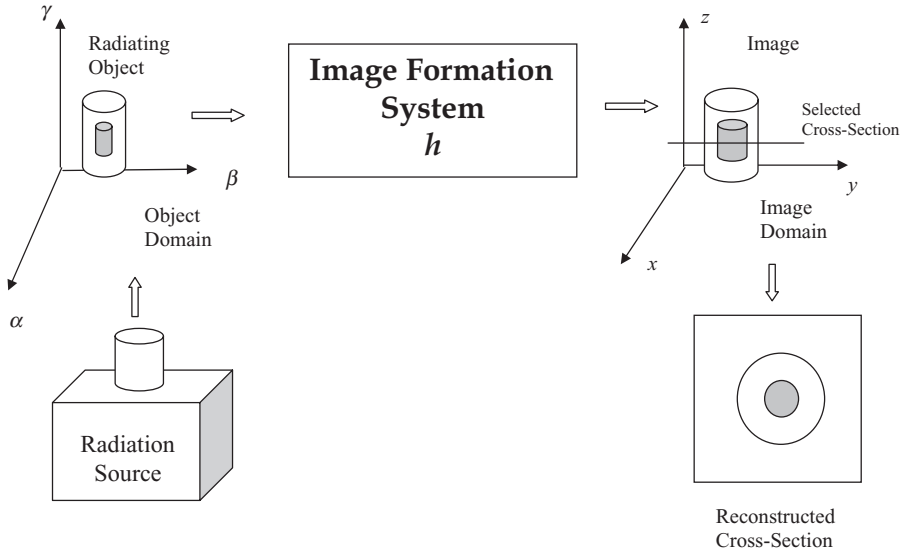 γ
Radiating
Object
β
Object
Domain
α
Image Formation
System
h
z
Image
Selected
Cross-Section
y
Image
Domain
x
Radiation
Source
Reconstructed
Cross-Section